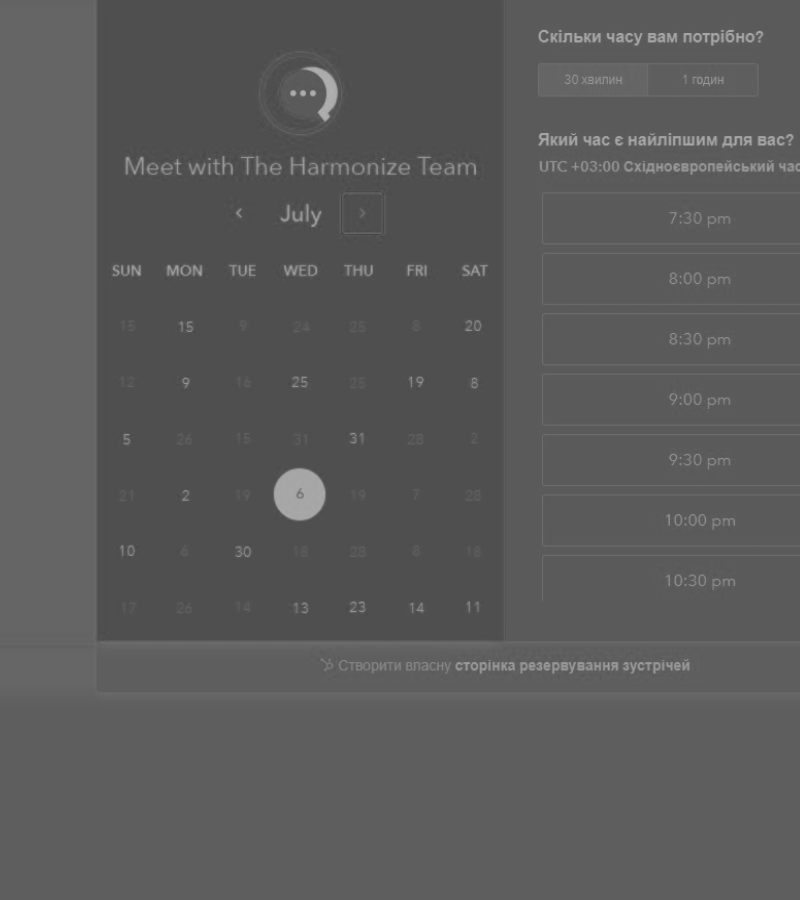 Meet with The Harmonize Team
July
SUN MON TUE WED THU FRI SAT
15 15 9 24 25 8 20
12 9 16 25 25 19 8
5 26 15 31 31 28 2
21 2 19 6 19 7 28
10 6 30 18 28 8 18
17 26 14 13 23 14 11
Скільки часу вам потрібно?
30 хвилин 1 годин
Який час є найліпшим для вас?
UTC +03:00 Східноєвропейський час
7:30 pm
8:00 pm
8:30 pm
9:00 pm
9:30 pm
10:00 pm
10:30 pm
Створити власну сторінка резервування зустрічей